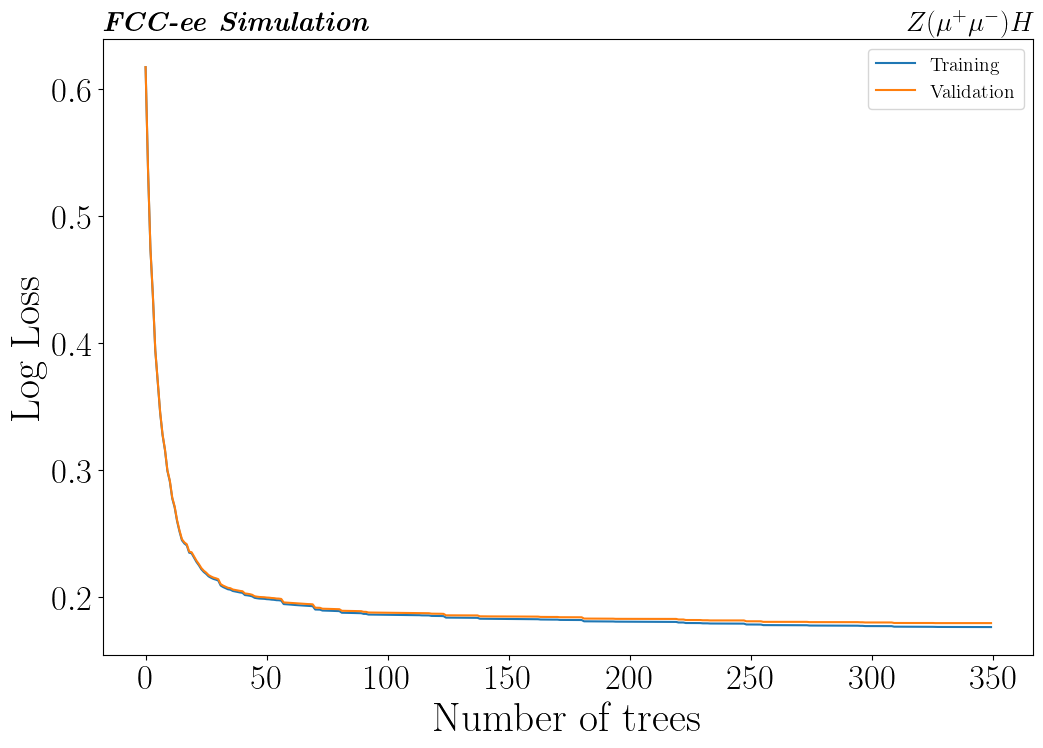 FCC-ee Simulation
Z(μ⁺μ⁻)H
Training
Validation
0.6
0.5
0.4
0.3
0.2
Log Loss
0 50 100 150 200 250 300 350
Number of trees